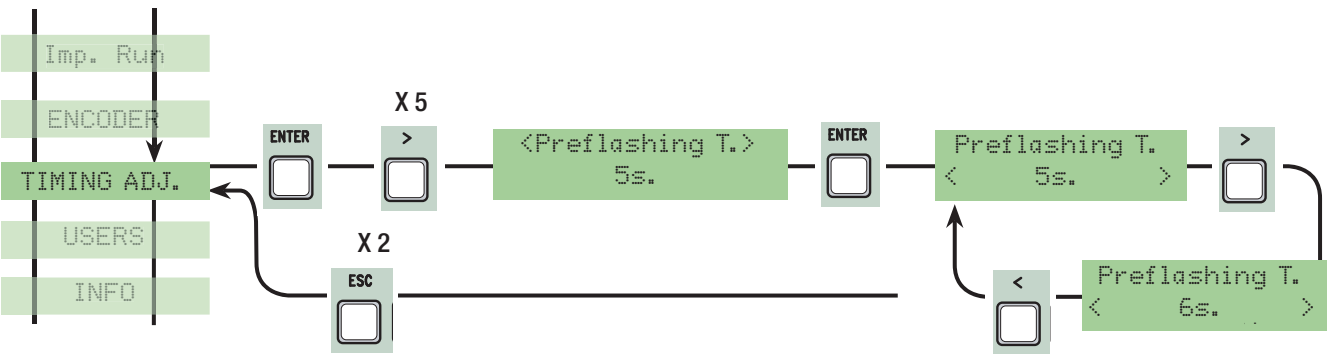 Imp. Run
ENCODER
TIMING ADJ.
USERS
INFO
ENTER
X 5
>
<Preflashing T.>
5s.
ENTER
Preflashing T.
< 5s. >
>
X 2
ESC
<
Preflashing T.
< 6s. >